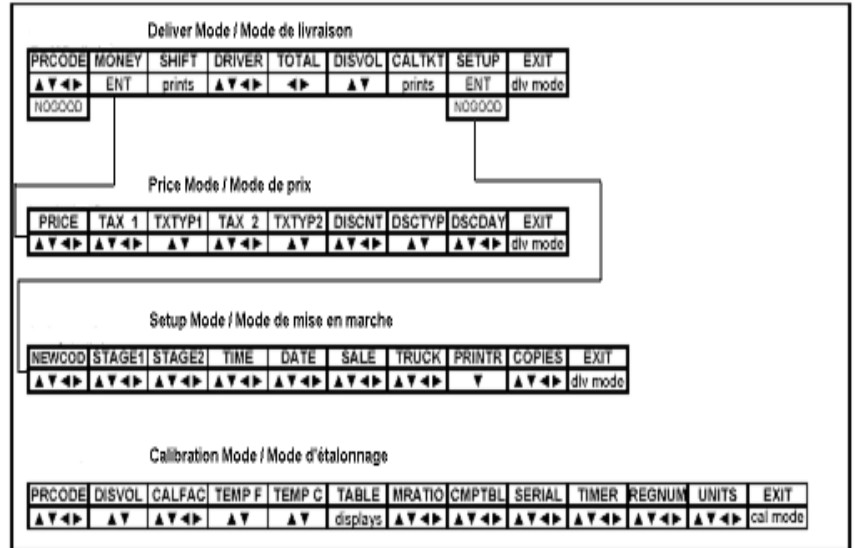 Deliver Mode / Mode de livraison
PRCODE MONEY SHIFT DRIVER TOTAL DISVOL CALTKT SETUP EXIT
▲▼◄► ENT prints ▲▼◄► ◄► ▲▼ prints ENT dlv mode
NOGOCD NOGOCD
Price Mode / Mode de prix
PRICE TAX 1 TXTYP1 TAX 2 TXTYP2 DISCNT DSCTYP DSCDAY EXIT
▲▼◄► ▲▼◄► ▲▼ ▲▼◄► ▲▼ ▲▼◄► ▲▼ ▲▼◄► dlv mode
Setup Mode / Mode de mise en marche
NEWCOD STAGE1 STAGE2 TIME DATE SALE TRUCK PRINTR COPIES EXIT
▲▼◄► ▲▼◄► ▲▼◄► ▲▼◄► ▲▼◄► ▲▼◄► ▲▼◄► ▼ ▲▼◄► dlv mode
Calibration Mode / Mode d'étalonnage
PRCODE DISVOL CALFAC TEMP F TEMP C TABLE MRATIO CMPTBL SERIAL TIMER REGNUM UNITS EXIT
▲▼◄► ▲▼ ▲▼◄► ▲▼ ▲▼ displays ▲▼◄► ▲▼◄► ▲▼◄► ▲▼◄► ▲▼◄► ▲▼◄► cal mode